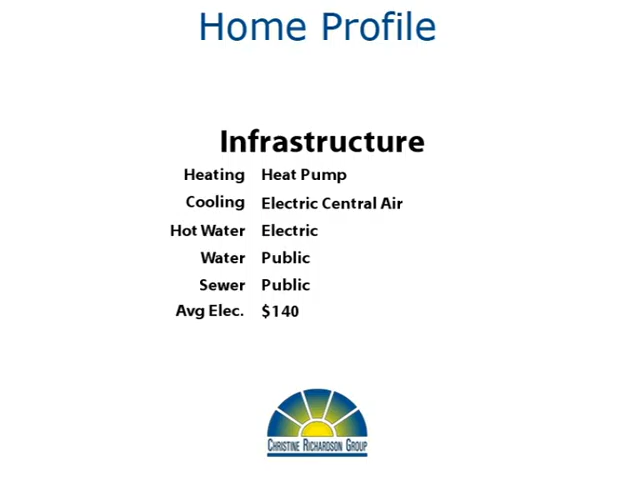 Home Profile
Infrastructure
Heating Heat Pump
Cooling Electric Central Air
Hot Water Electric
Water Public
Sewer Public
Avg Elec. $140
Christine Richardson Group